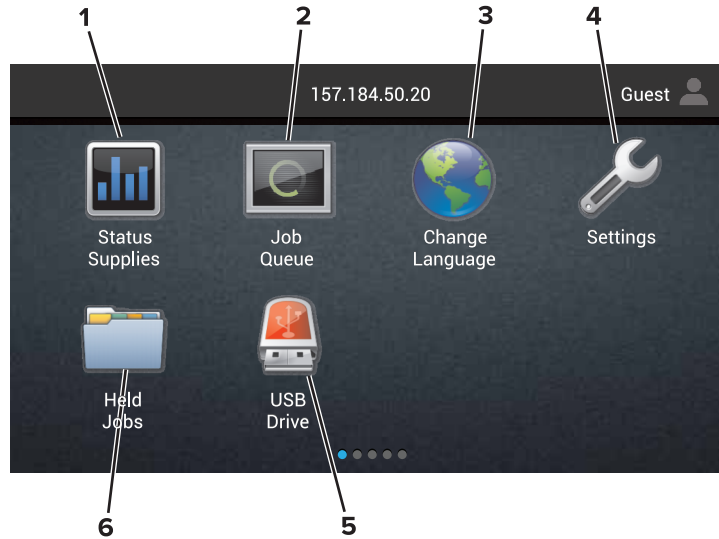 1 2 3 4
157.184.50.20 Guest
Status Job Change Settings
Supplies Queue Language
Held USB
Jobs Drive
6 5